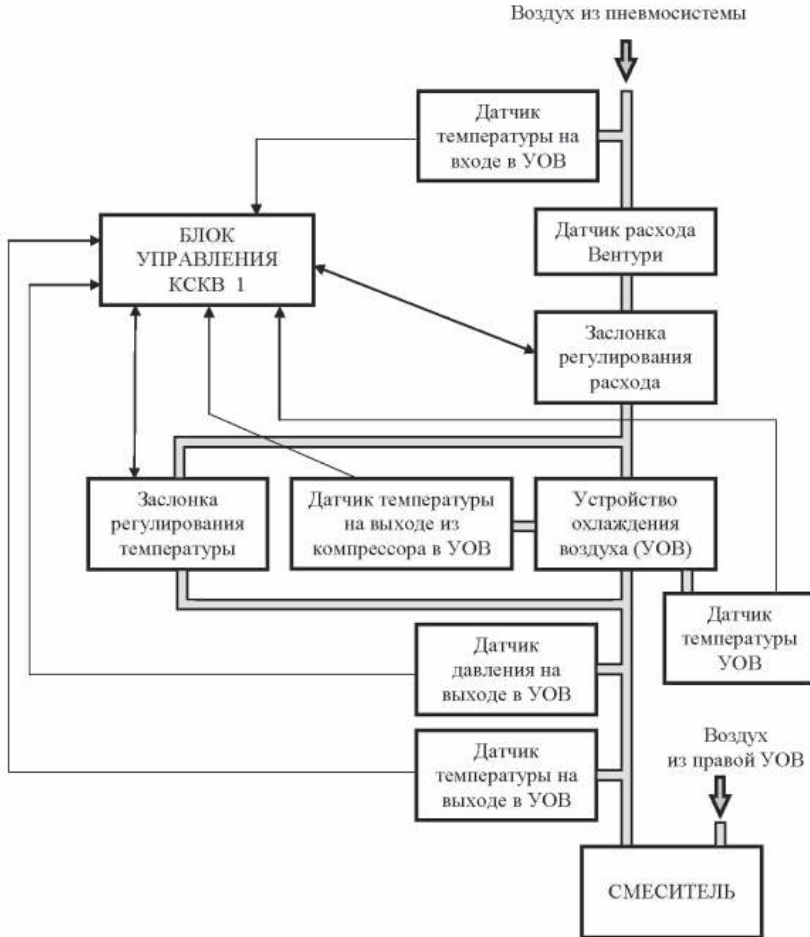 Воздух из пневмосистемы
Датчик
температуры на
входе в УОВ
БЛОК
УПРАВЛЕНИЯ
КСКВ 1
Датчик расхода
Вентури
Заслонка
регулирования
расхода
Заслонка
регулирования
температуры
Датчик температуры
на выходе из
компрессора в УОВ
Устройство
охлаждения
воздуха (УОВ)
Датчик
температуры
УОВ
Датчик
давления на
выходе в УОВ
Датчик
температуры на
выходе в УОВ
Воздух
из правой УОВ
СМЕСИТЕЛЬ